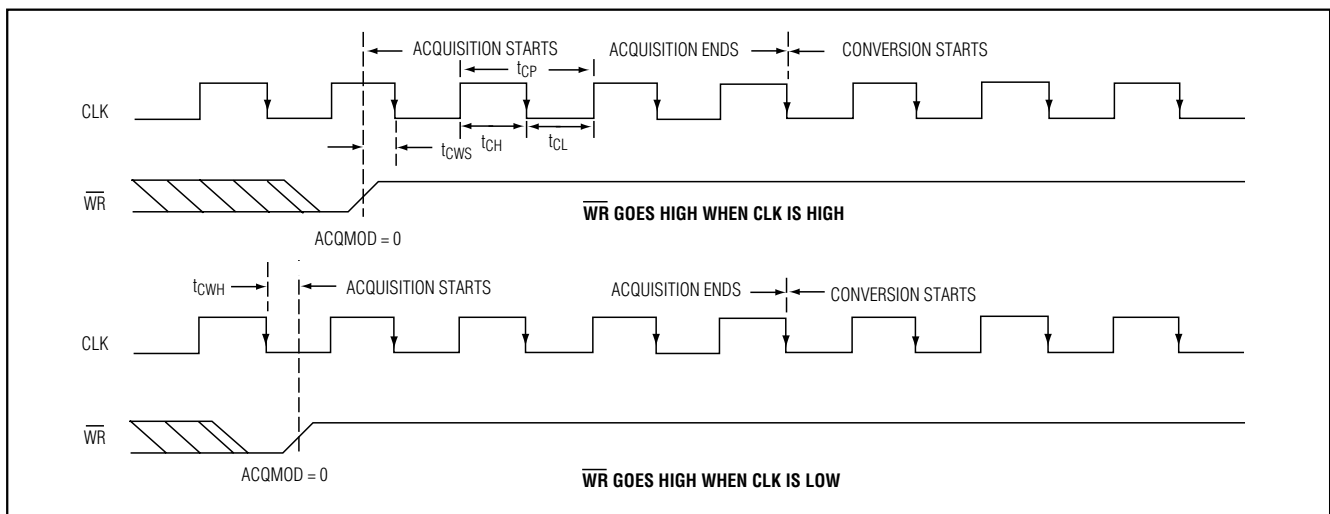 ACQUISITION STARTS
ACQUISITION ENDS
CONVERSION STARTS
tCP
CLK
tCH
tCL
tCWS
WR
WR GOES HIGH WHEN CLK IS HIGH
ACQMOD = 0
tCWH
ACQUISITION STARTS
ACQUISITION ENDS
CONVERSION STARTS
CLK
WR
ACQMOD = 0
WR GOES HIGH WHEN CLK IS LOW